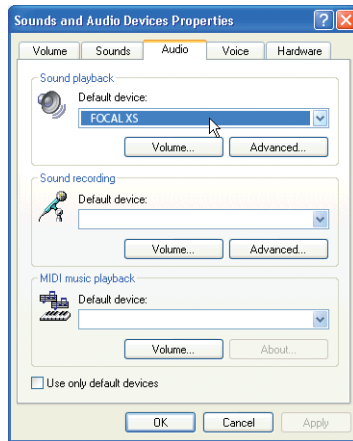 Sounds and Audio Devices Properties
Volume Sounds Audio Voice Hardware
Sound playback
Default device:
FOCAL XS
Volume... Advanced...
Sound recording
Default device:
Volume... Advanced...
MIDI music playback
Default device:
Volume... About...
Use only default devices
OK Cancel Apply